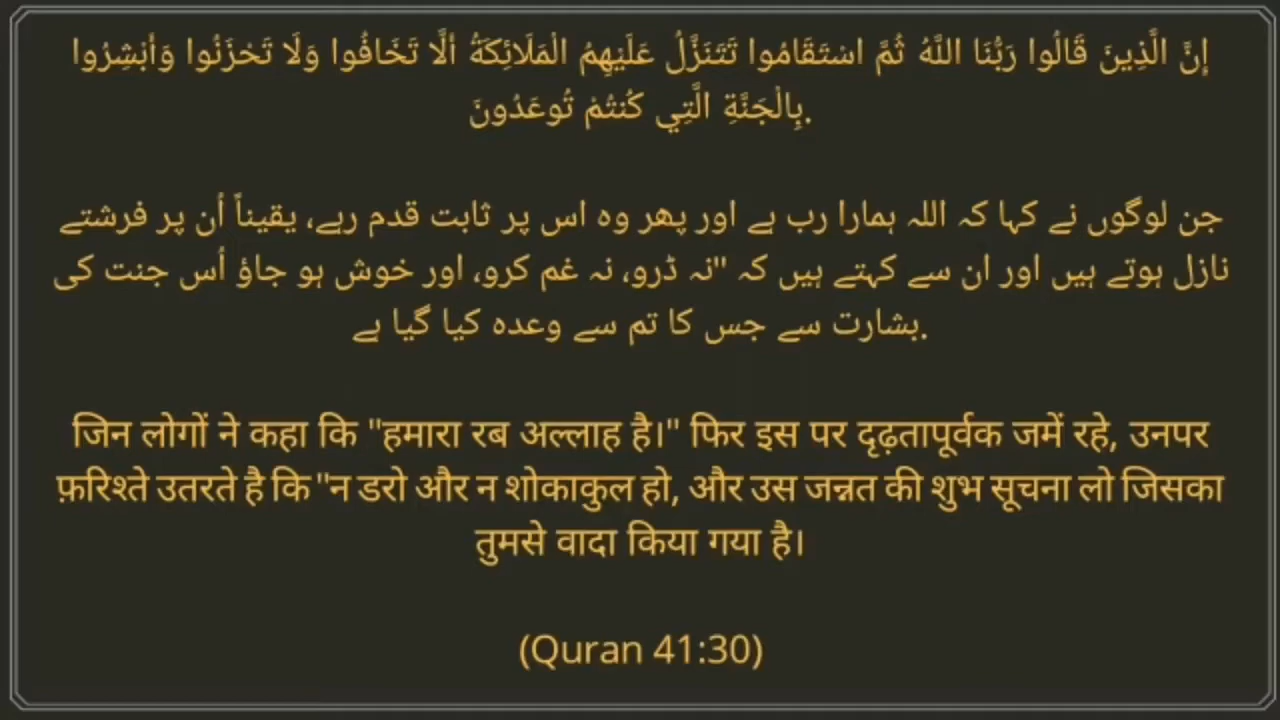 إِنَّ الَّذِينَ قَالُوا رَبُّنَا اللَّهُ ثُمَّ اسْتَقَامُوا تَتَنَزَّلُ عَلَيْهِمُ الْمَلَائِكَةُ أَلَّا تَخَافُوا وَلَا تَحْزَنُوا وَأَبْشِرُوا
بِالْجَنَّةِ الَّتِي كُنتُمْ تُوعَدُونَ.
جن لوگوں نے کہا کہ اللہ ہمارا رب ہے اور پھر وہ اس پر ثابت قدم رہے، یقیناً اُن پر فرشتے
نازل ہوتے ہیں اور ان سے کہتے ہیں کہ "نہ ڈرو، نہ غم کرو، اور خوش ہو جاؤ اُس جنت کی
بشارت سے جس کا تم سے وعدہ کیا گیا ہے.
जिन लोगों ने कहा कि "हमारा रब अल्लाह है।" फिर इस पर दृढ़तापूर्वक जमें रहे, उनपर
फ़रिश्ते उतरते है कि "न डरो और न शोकाकुल हो, और उस जन्नत की शुभ सूचना लो जिसका
तुमसे वादा किया गया है।
(Quran 41:30)